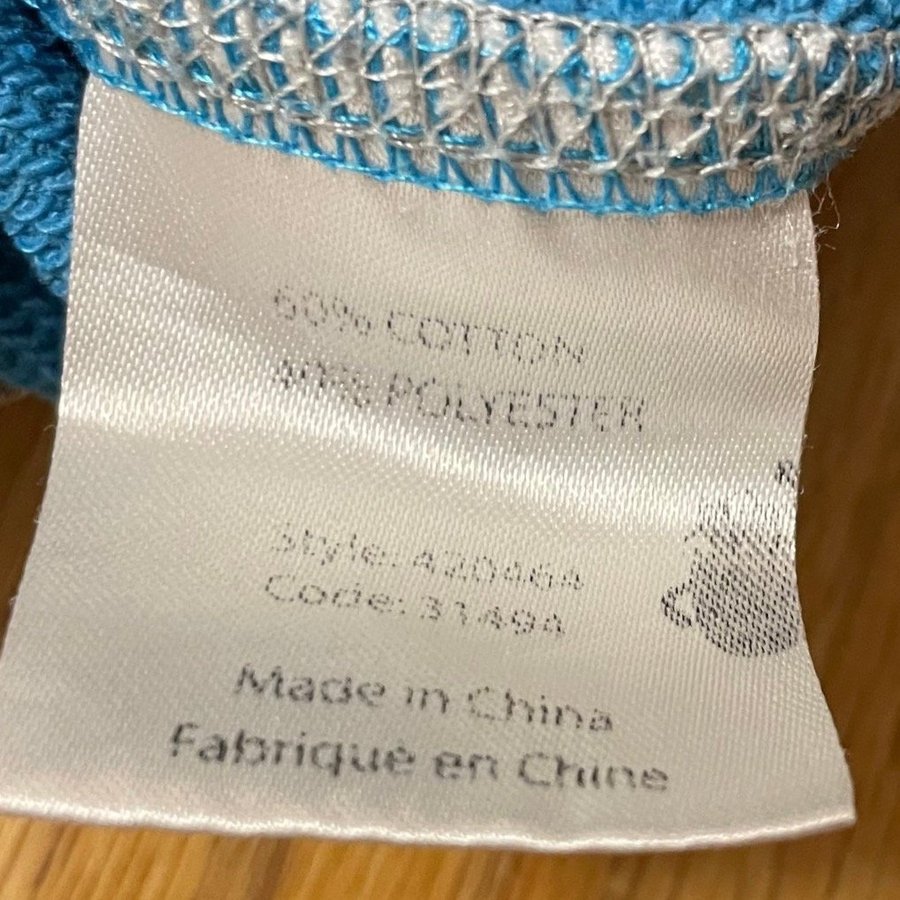 60% COTTON
40% POLYESTER
Style: 420464
Code: 31494
Made in China
Fabriqué en Chine